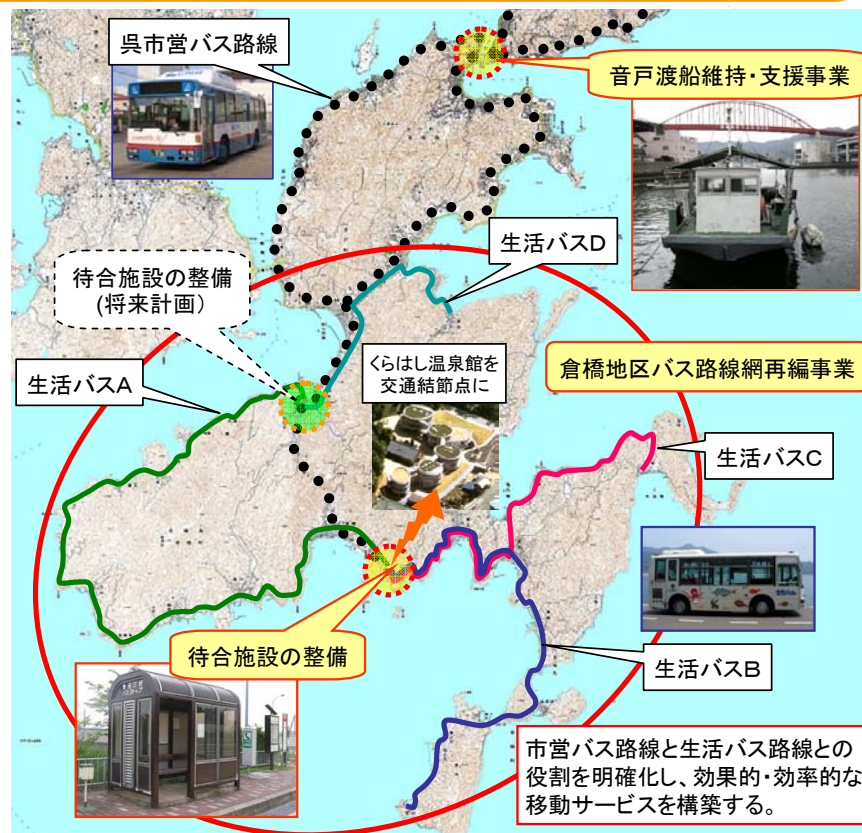 呉市営バス路線
音戸渡船維持・支援事業
生活バスD
待合施設の整備
(将来計画)
生活バスA
くらはし温泉館を
交通結節点に
倉橋地区バス路線網再編事業
生活バスC
待合施設の整備
生活バスB
市営バス路線と生活バス路線との
役割を明確化し、効果的・効率的な
移動サービスを構築する。